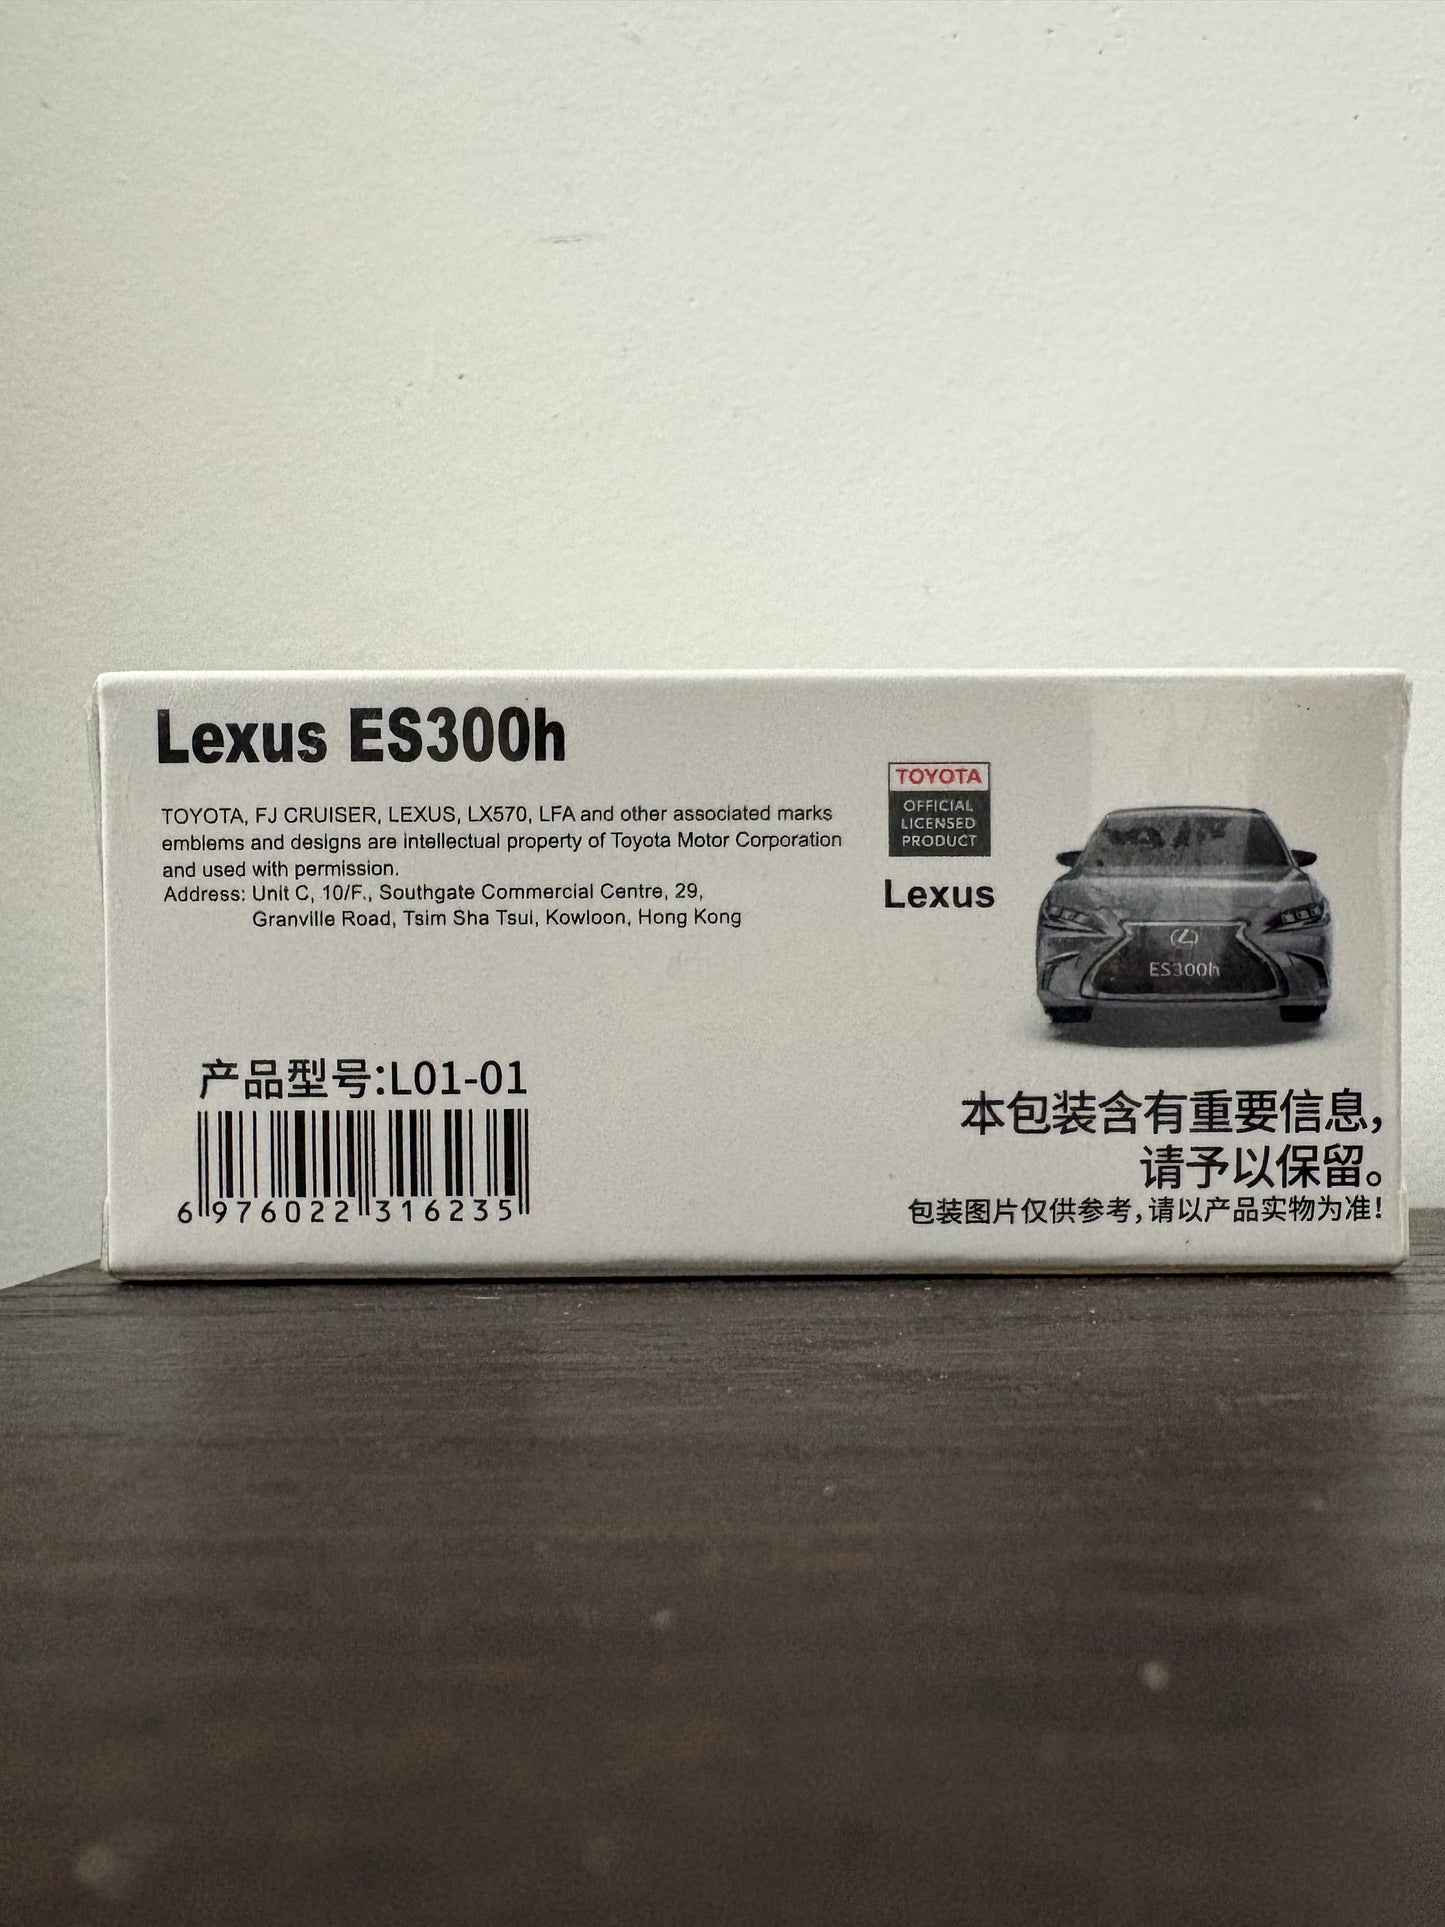 Lexus ES300h
TOYOTA, FJ CRUISER, LEXUS, LX570, LFA and other associated marks
emblems and designs are intellectual property of Toyota Motor Corporation
and used with permission.
Address: Unit C, 10/F., Southgate Commercial Centre, 29,
Granville Road, Tsim Sha Tsui, Kowloon, Hong Kong
TOYOTA
OFFICIAL
LICENSED
PRODUCT
Lexus
ES300h
产品型号:L01-01
6 976022 316235
本包装含有重要信息,
请予以保留。
包装图片仅供参考,请以产品实物为准!